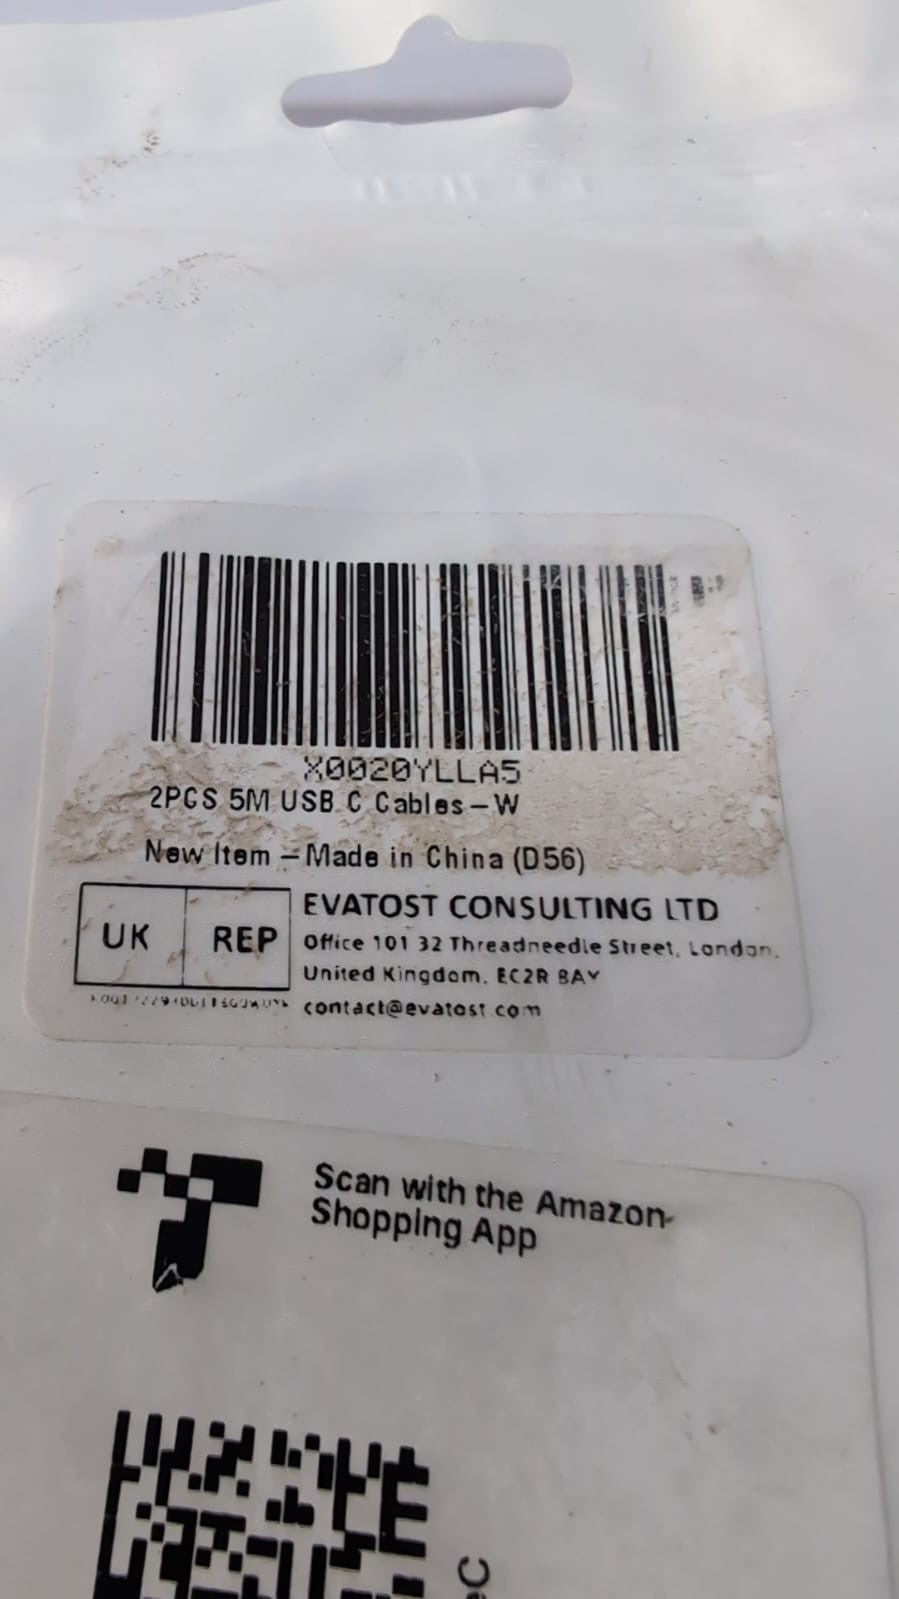 X0020YLLA5
2PCS 5M USB C Cables-W
New Item - Made in China (D56)
UK REP
EVATOST CONSULTING LTD
Office 101 32 Threadneedle Street, London,
United Kingdom, EC2R 8AY
contact@evatost.com
Scan with the Amazon
Shopping App